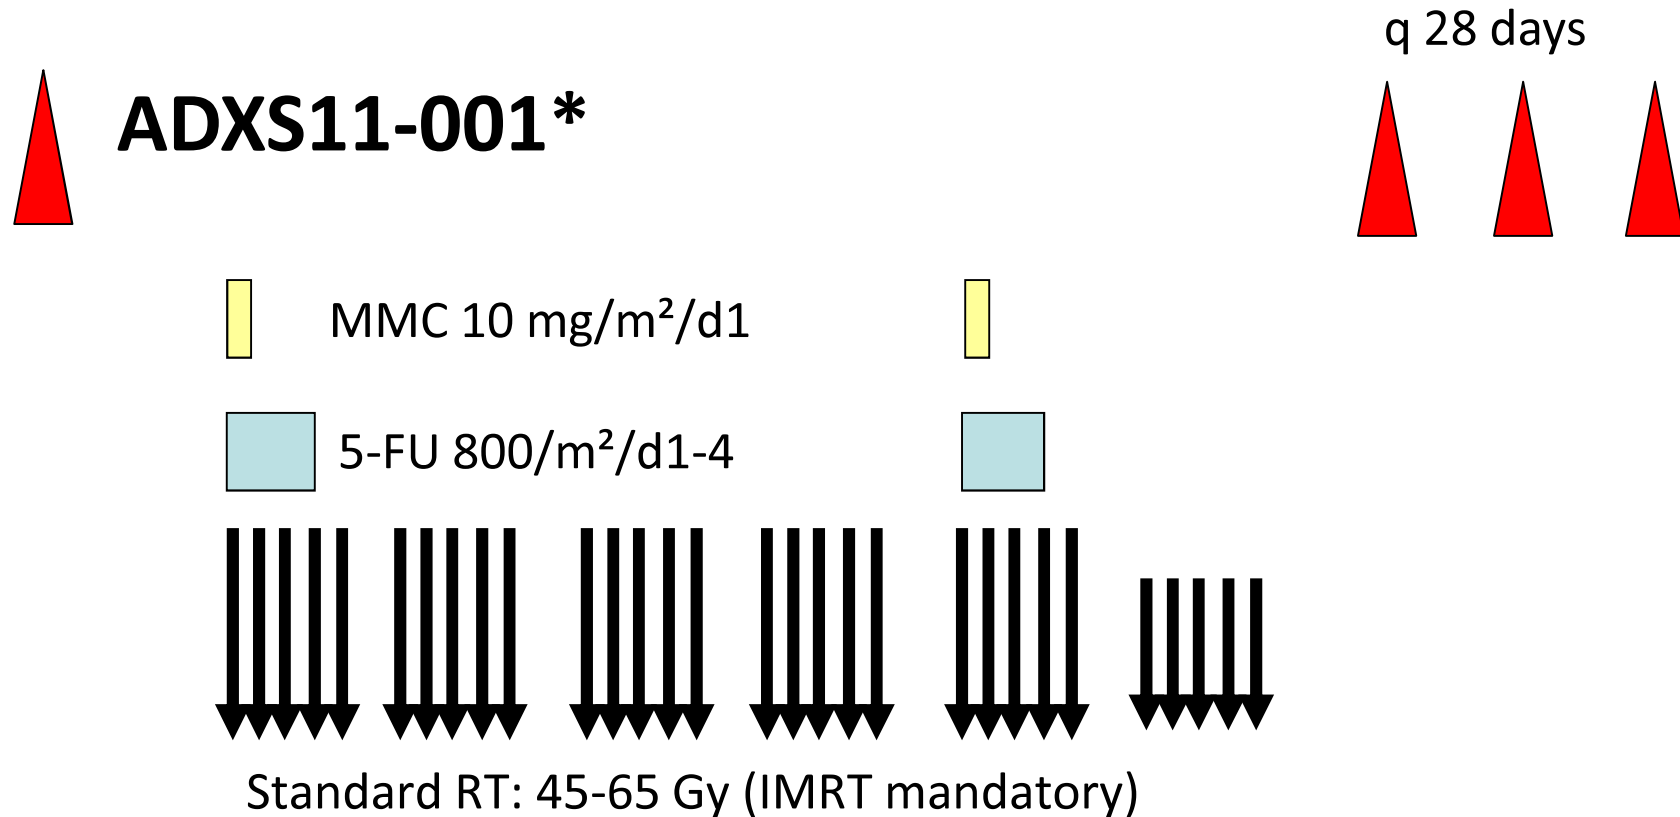 q 28 days
ADXS11-001*
MMC 10 mg/m²/d1
5-FU 800/m²/d1-4
Standard RT: 45-65 Gy (IMRT mandatory)